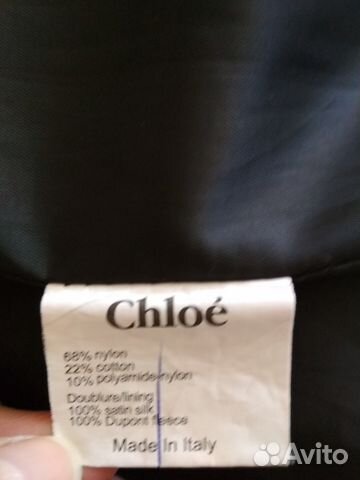 Chloé
68% nylon
22% cotton
10% polyamide-nylon
Doublure/lining
100% satin silk
100% Dupont fleece
Made In Italy
Avito